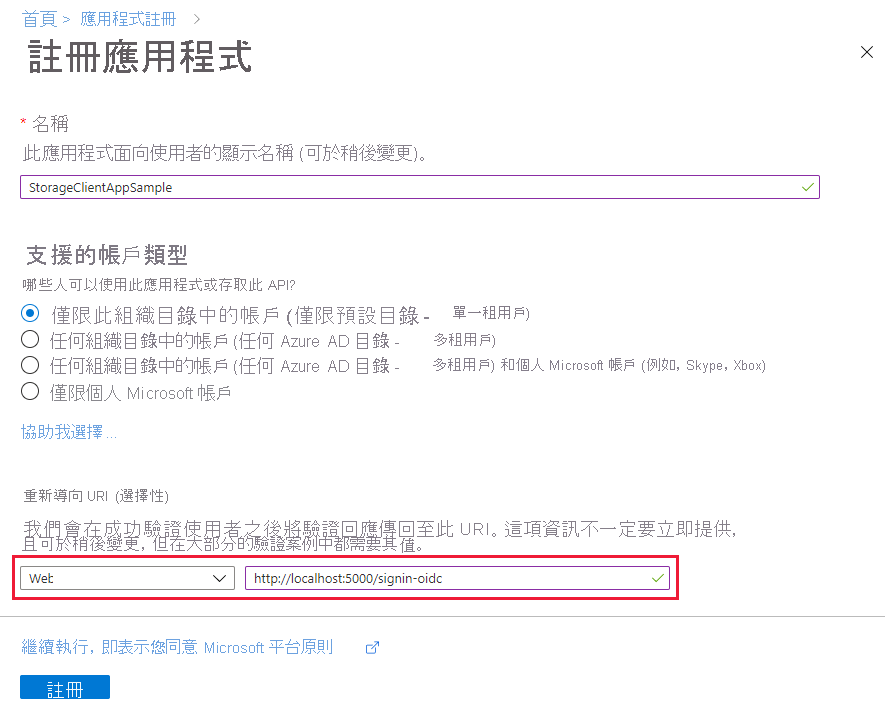 首頁 > 應用程式註冊 >
註冊應用程式
* 名稱
此應用程式面向使用者的顯示名稱 (可於稍後變更)。
StorageClientAppSample
支援的帳戶類型
哪些人可以使用此應用程式或存取此 API?
僅限此組織目錄中的帳戶 (僅限預設目錄 - 單一租用戶)
任何組織目錄中的帳戶 (任何 Azure AD 目錄 - 多租用戶)
任何組織目錄中的帳戶 (任何 Azure AD 目錄 - 多租用戶) 和個人 Microsoft 帳戶 (例如, Skype, Xbox)
僅限個人 Microsoft 帳戶
協助我選擇...
重新導向 URI (選擇性)
我們會在成功驗證使用者之後將驗證回應傳回至此 URI。這項資訊不一定要立即提供,
且可於稍後變更, 但在大部分的驗證案例中都需要其值。
Web http://localhost:5000/signin-oidc
繼續執行, 即表示您同意 Microsoft 平台原則
註冊